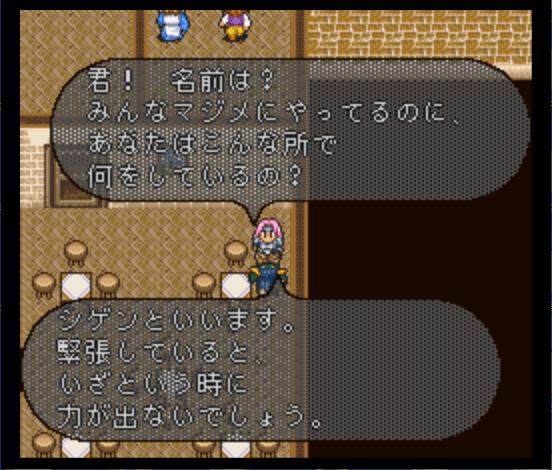 君！　名前は？
みんなマジメにやってるのに、
あなたはこんな所で
何をしているの？
シゲンといいます。
緊張していると、
いざという時に
力が出ないでしょう。